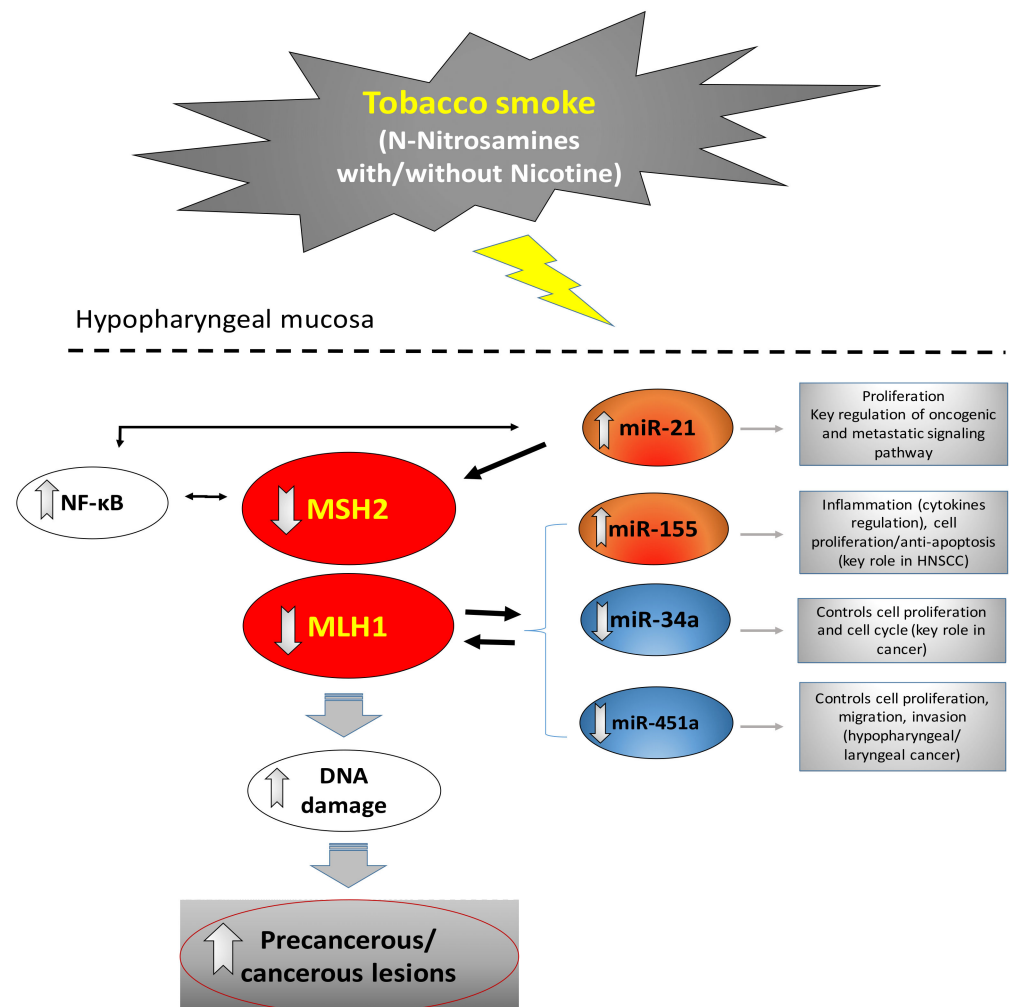 Tobacco smoke
(N-Nitrosamines
with/without Nicotine)
Hypopharyngeal mucosa
miR-21
Proliferation
Key regulation of oncogenic
and metastatic signaling
pathway
NF-κB
MSH2
miR-155
Inflammation (cytokines
regulation), cell
proliferation/anti-apoptosis
(key role in HNSCC)
MLH1
miR-34a
Controls cell proliferation
and cell cycle (key role in
cancer)
miR-451a
Controls cell proliferation,
migration, invasion
(hypopharyngeal/
laryngeal cancer)
DNA
damage
Precancerous/
cancerous lesions